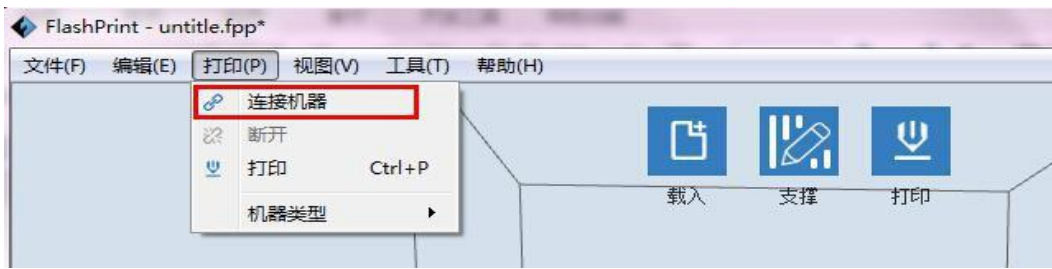 FlashPrint - untitle.fpp*
文件(F) 编辑(E) 打印(P) 视图(V) 工具(T) 帮助(H)
连接机器
断开
打印 Ctrl+P
机器类型
载入 支撑 打印